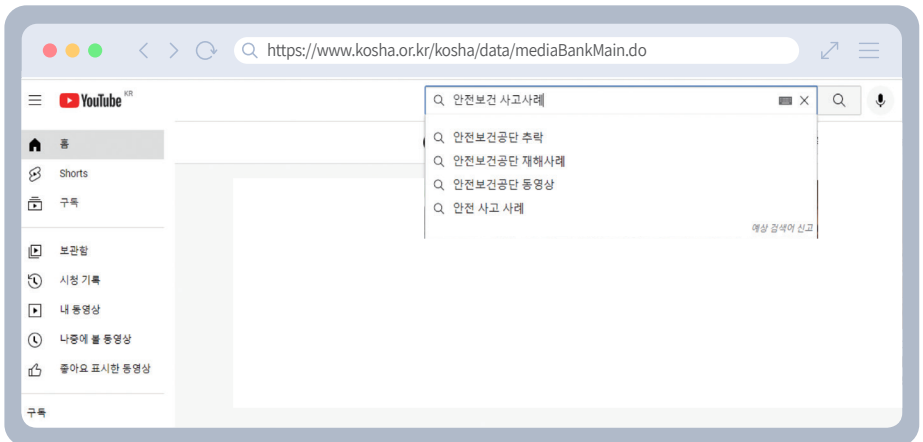 https://www.kosha.or.kr/kosha/data/mediaBankMain.do
YouTube KR
안전보건 사고사례
안전보건공단 추락
안전보건공단 재해사례
안전보건공단 동영상
안전 사고 사례
예상 검색어 신고
홈
Shorts
구독
보관함
시청 기록
내 동영상
나중에 볼 동영상
좋아요 표시한 동영상
구독